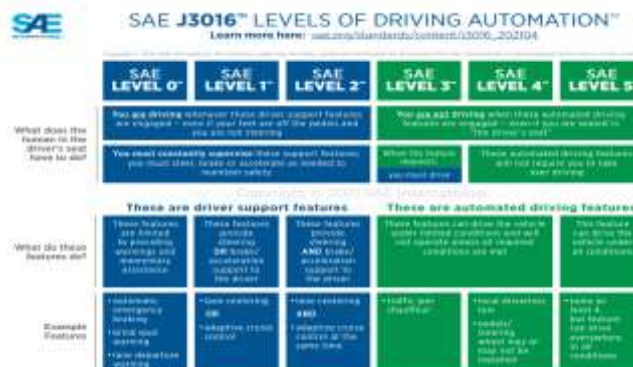 SAE
SAE J3016™ LEVELS OF DRIVING AUTOMATION™
Learn more here: sae.org/standards/content/j3016_202104
SAE LEVEL 0™
SAE LEVEL 1™
SAE LEVEL 2™
SAE LEVEL 3™
SAE LEVEL 4™
SAE LEVEL 5
What does the
human in the
driver's seat
have to do?
You are driving whenever these driver support features
are engaged – even if your feet are off the pedals and
you are not steering
You are not driving when these automated driving
features are engaged – even if you are seated in
"the driver's seat"
You must constantly supervise these support features;
you must steer, brake or accelerate as needed to
maintain safety
When the feature
requests,
you must drive
These automated driving features
will not require you to take
over driving
These are driver support features
These are automated driving features
What do these
features do?
These features
are limited
to providing
warnings and
momentary
assistance
These features
provide
steering
OR brake/
acceleration
support to
the driver
These features
provide
steering
AND brake/
acceleration
support to
the driver
These features can drive the vehicle
under limited conditions and will
not operate unless all required
conditions are met
This feature
can drive the
vehicle under
all conditions
Example
Features
• automatic
emergency
braking
• blind spot
warning
• lane departure
warning
• lane centering
OR
• adaptive cruise
control
• lane centering
AND
• adaptive cruise
control at the
same time
• traffic jam
chauffeur
• local driverless
taxi
• pedals/
steering
wheel may or
may not be
installed
• same as
level 4,
but feature
can drive
everywhere
in all
conditions